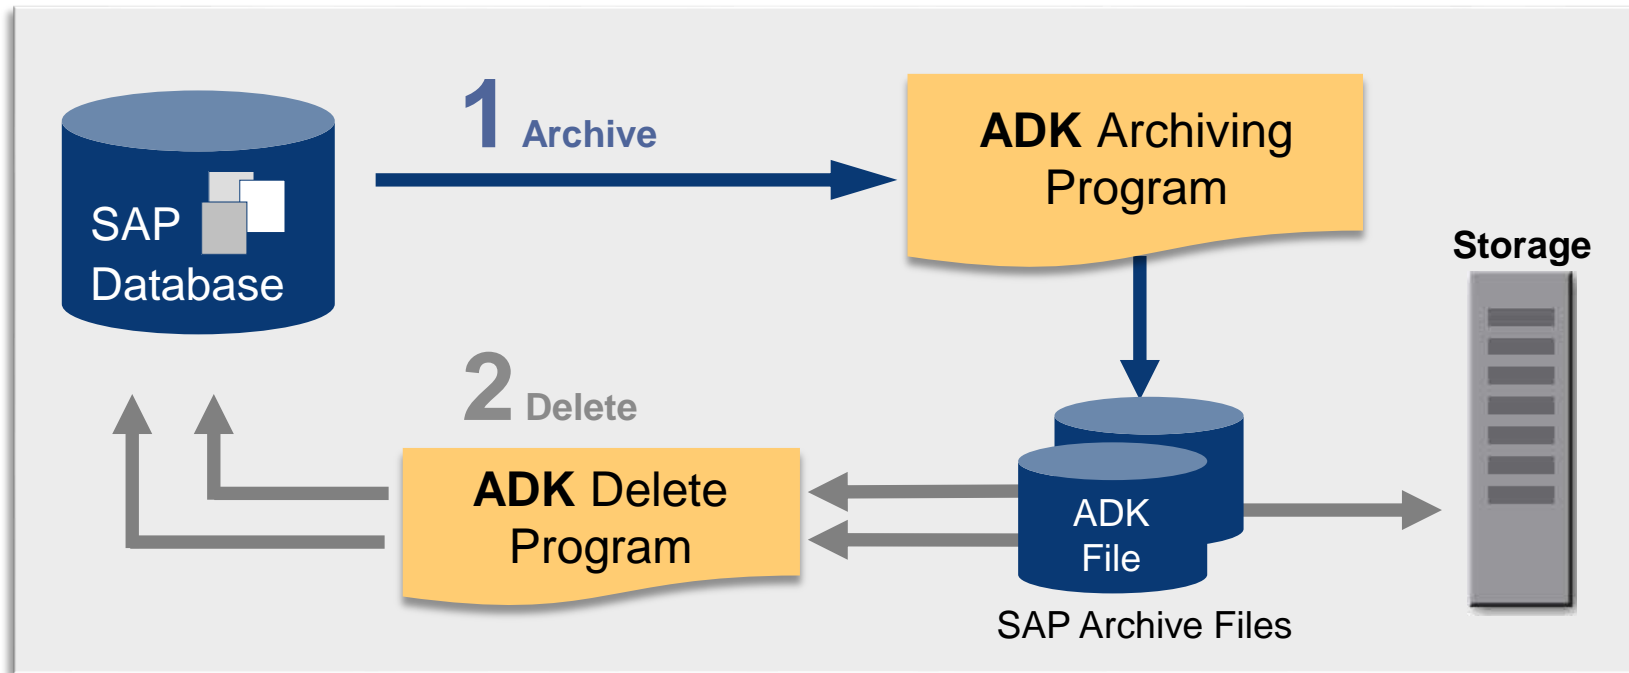 1 Archive
ADK Archiving
Program
SAP
Database
Storage
2 Delete
ADK Delete
Program
ADK
File
SAP Archive Files